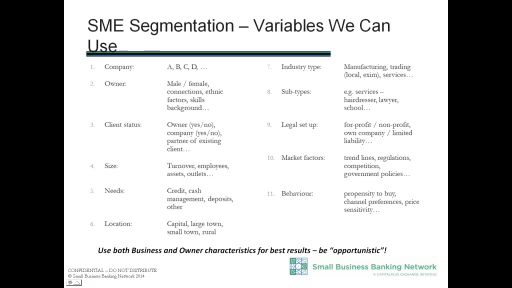 SME Segmentation – Variables We Can
Use
1. Company: A, B, C, D, …
2. Owner: Male / female,
connections, ethnic
factors, skills
background…
3. Client status: Owner (yes/no),
company (yes/no),
partner of existing
client…
4. Size: Turnover, employees,
assets, outlets…
5. Needs: Credit, cash
management, deposits,
other
6. Location: Capital, large town,
small town, rural
7. Industry type: Manufacturing, trading
(local, exim), services…
8. Sub-types: e.g. services –
hairdresser, lawyer,
school…
9. Legal set up: for-profit / non-profit,
own company / limited
liability…
10. Market factors: trend lines, regulations,
competition,
government policies…
11. Behaviour: propensity to buy,
channel preferences, price
sensitivity…
Use both Business and Owner characteristics for best results – be “opportunistic”!
CONFIDENTIAL – DO NOT DISTRIBUTE
© Small Business Banking Network 2014
Small Business Banking Network